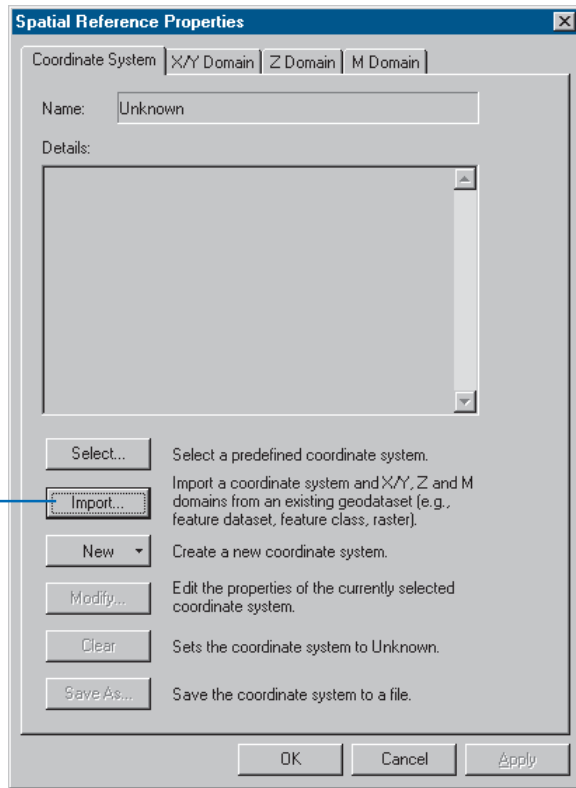 Spatial Reference Properties
Coordinate System X/Y Domain Z Domain M Domain
Name: Unknown
Details:
Select... Select a predefined coordinate system.
Import... Import a coordinate system and X/Y, Z and M
domains from an existing geodataset (e.g.,
feature dataset, feature class, raster).
New Create a new coordinate system.
Modify... Edit the properties of the currently selected
coordinate system.
Clear Sets the coordinate system to Unknown.
Save As... Save the coordinate system to a file.
OK Cancel Apply